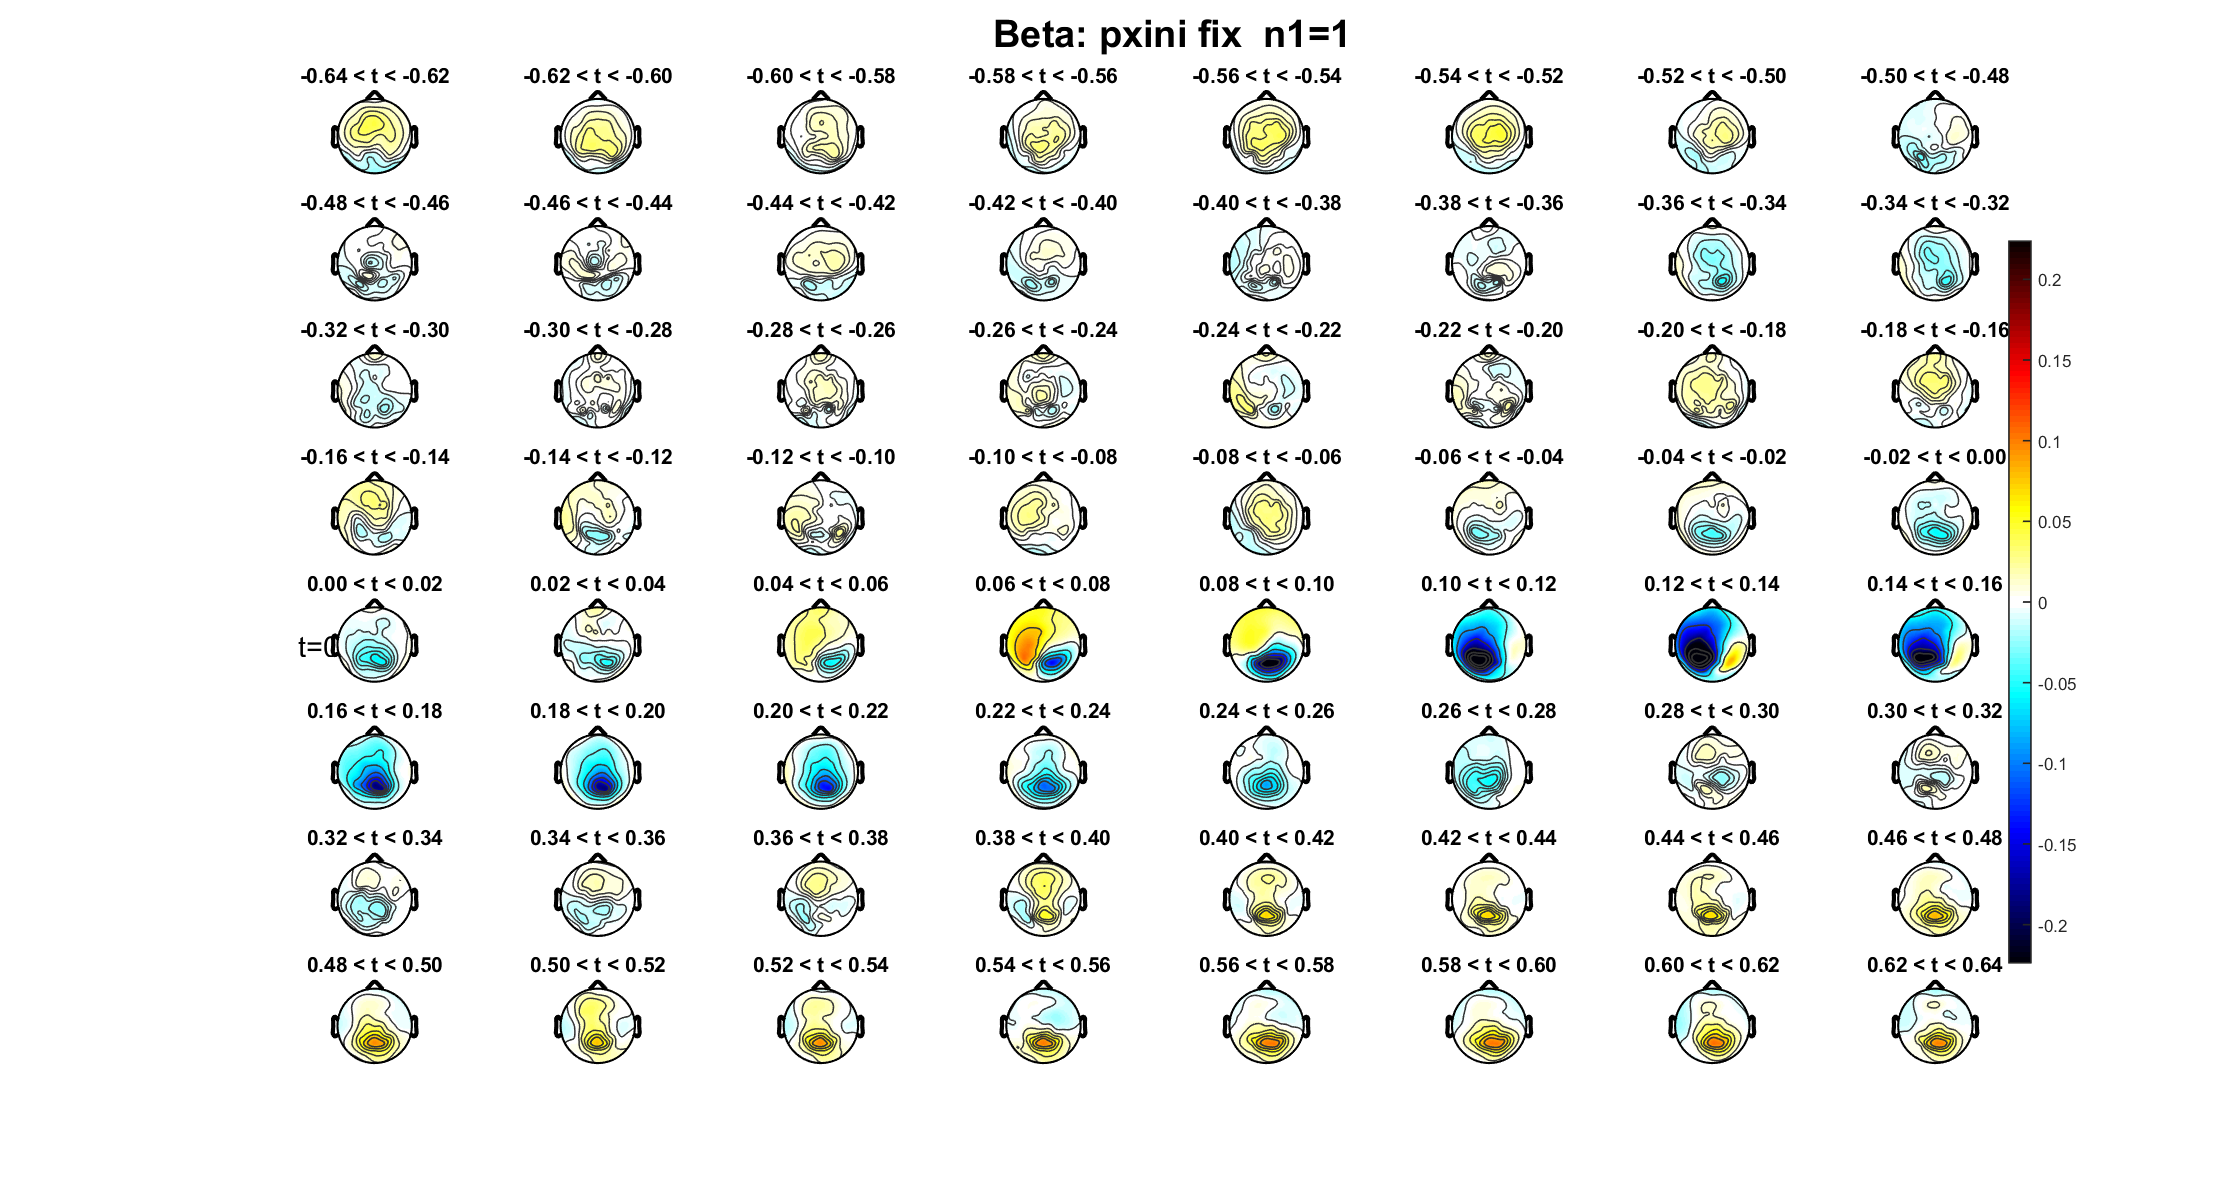 Beta: pxini fix  n1=1
-0.64 < t < -0.62 -0.62 < t < -0.60 -0.60 < t < -0.58 -0.58 < t < -0.56 -0.56 < t < -0.54 -0.54 < t < -0.52 -0.52 < t < -0.50 -0.50 < t < -0.48
-0.48 < t < -0.46 -0.46 < t < -0.44 -0.44 < t < -0.42 -0.42 < t < -0.40 -0.40 < t < -0.38 -0.38 < t < -0.36 -0.36 < t < -0.34 -0.34 < t < -0.32
-0.32 < t < -0.30 -0.30 < t < -0.28 -0.28 < t < -0.26 -0.26 < t < -0.24 -0.24 < t < -0.22 -0.22 < t < -0.20 -0.20 < t < -0.18 -0.18 < t < -0.16
-0.16 < t < -0.14 -0.14 < t < -0.12 -0.12 < t < -0.10 -0.10 < t < -0.08 -0.08 < t < -0.06 -0.06 < t < -0.04 -0.04 < t < -0.02 -0.02 < t < 0.00
0.00 < t < 0.02 0.02 < t < 0.04 0.04 < t < 0.06 0.06 < t < 0.08 0.08 < t < 0.10 0.10 < t < 0.12 0.12 < t < 0.14 0.14 < t < 0.16
t=0
0.16 < t < 0.18 0.18 < t < 0.20 0.20 < t < 0.22 0.22 < t < 0.24 0.24 < t < 0.26 0.26 < t < 0.28 0.28 < t < 0.30 0.30 < t < 0.32
0.32 < t < 0.34 0.34 < t < 0.36 0.36 < t < 0.38 0.38 < t < 0.40 0.40 < t < 0.42 0.42 < t < 0.44 0.44 < t < 0.46 0.46 < t < 0.48
0.48 < t < 0.50 0.50 < t < 0.52 0.52 < t < 0.54 0.54 < t < 0.56 0.56 < t < 0.58 0.58 < t < 0.60 0.60 < t < 0.62 0.62 < t < 0.64
0.2
0.15
0.1
0.05
0
-0.05
-0.1
-0.15
-0.2